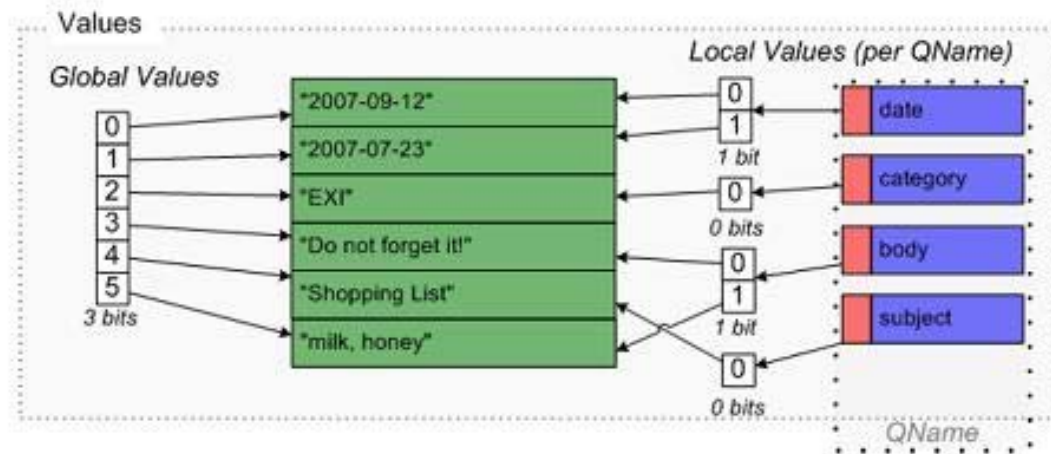 Values
Global Values
Local Values (per QName)
0
1
2
3
4
5
3 bits
"2007-09-12"
"2007-07-23"
"EXI"
"Do not forget it!"
"Shopping List"
"milk, honey"
0
1
1 bit
0
0 bits
0
1
1 bit
0
0 bits
date
category
body
subject
QName